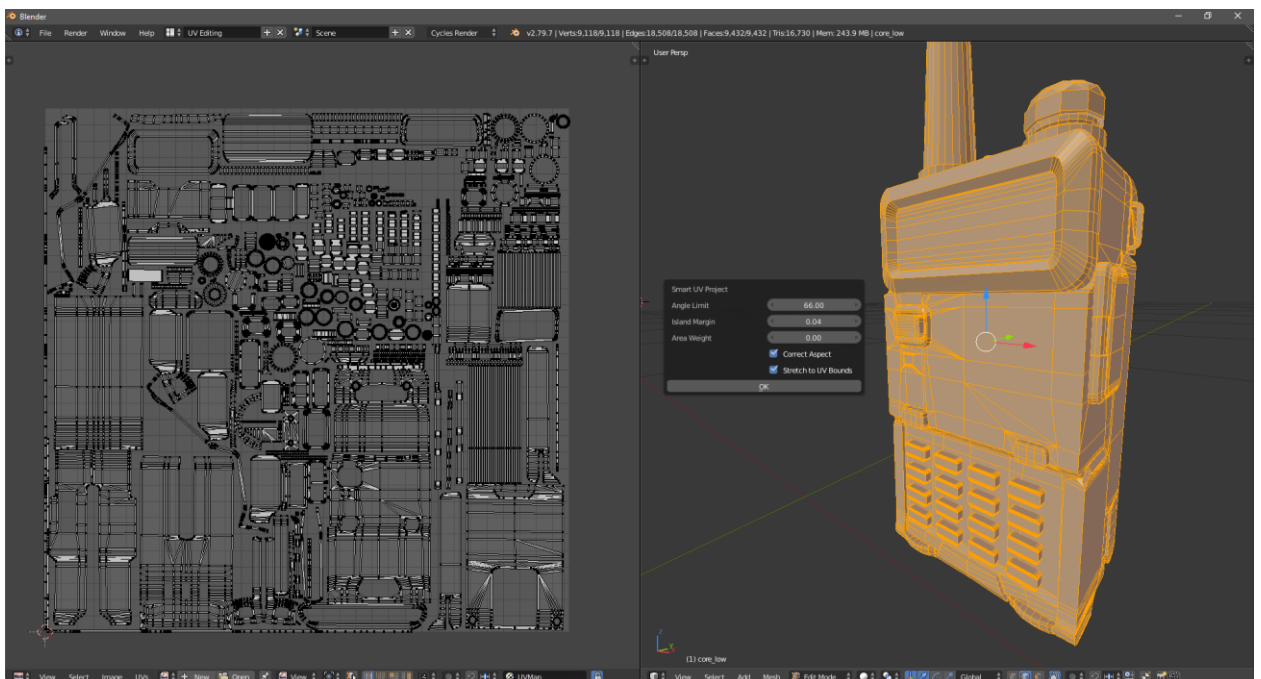 Blender
File Render Window Help UV Editing Scene Cycles Render v2.79.7 | Verts:9,118/9,118 | Edges:18,508/18,508 | Faces:9,432/9,432 | Tris:16,730 | Mem: 243.9 MB | core_low
User Persp
Smart UV Project
Angle Limit 66.00
Island Margin 0.04
Area Weight 0.00
Correct Aspect
Stretch to UV Bounds
OK
z
y
(1) core_low
View Select Image UVs New Open View UVMap
View Select Add Mesh Edit Mode Global